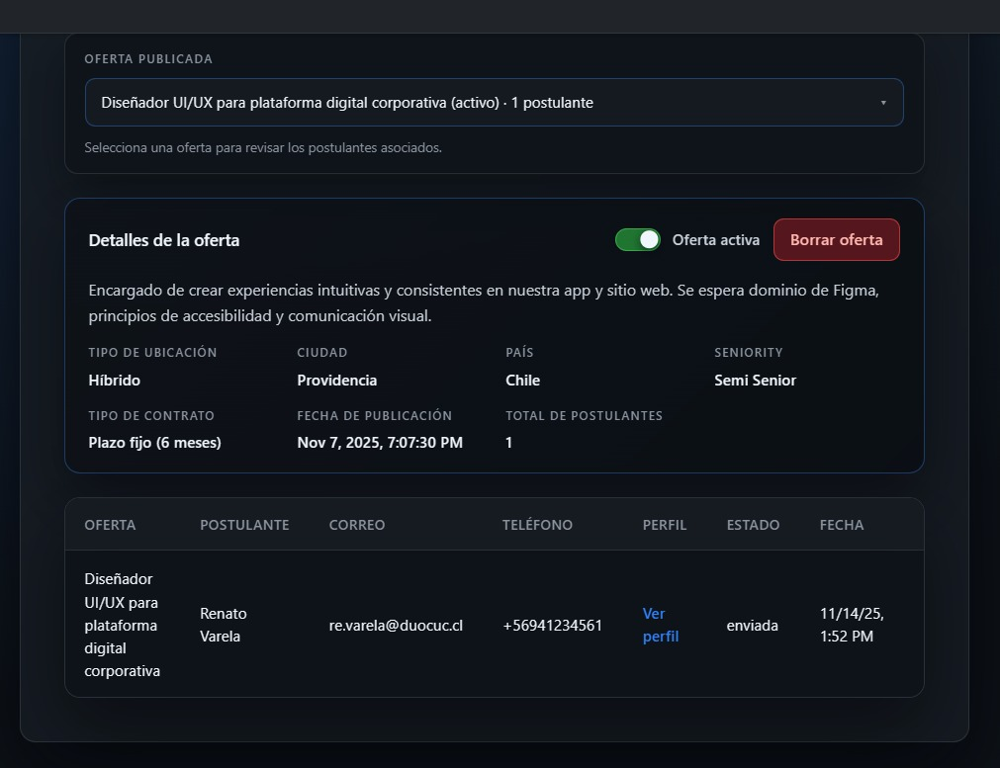 OFERTA PUBLICADA
Diseñador UI/UX para plataforma digital corporativa (activo) · 1 postulante
Selecciona una oferta para revisar los postulantes asociados.
Detalles de la oferta
Oferta activa
Borrar oferta
Encargado de crear experiencias intuitivas y consistentes en nuestra app y sitio web. Se espera dominio de Figma,
principios de accesibilidad y comunicación visual.
TIPO DE UBICACIÓN CIUDAD PAÍS SENIORITY
Híbrido Providencia Chile Semi Senior
TIPO DE CONTRATO FECHA DE PUBLICACIÓN TOTAL DE POSTULANTES
Plazo fijo (6 meses) Nov 7, 2025, 7:07:30 PM 1
OFERTA POSTULANTE CORREO TELÉFONO PERFIL ESTADO FECHA
Diseñador
UI/UX para
plataforma
digital
corporativa
Renato
Varela
re.varela@duocuc.cl
+56941234561
Ver
perfil
enviada
11/14/25,
1:52 PM